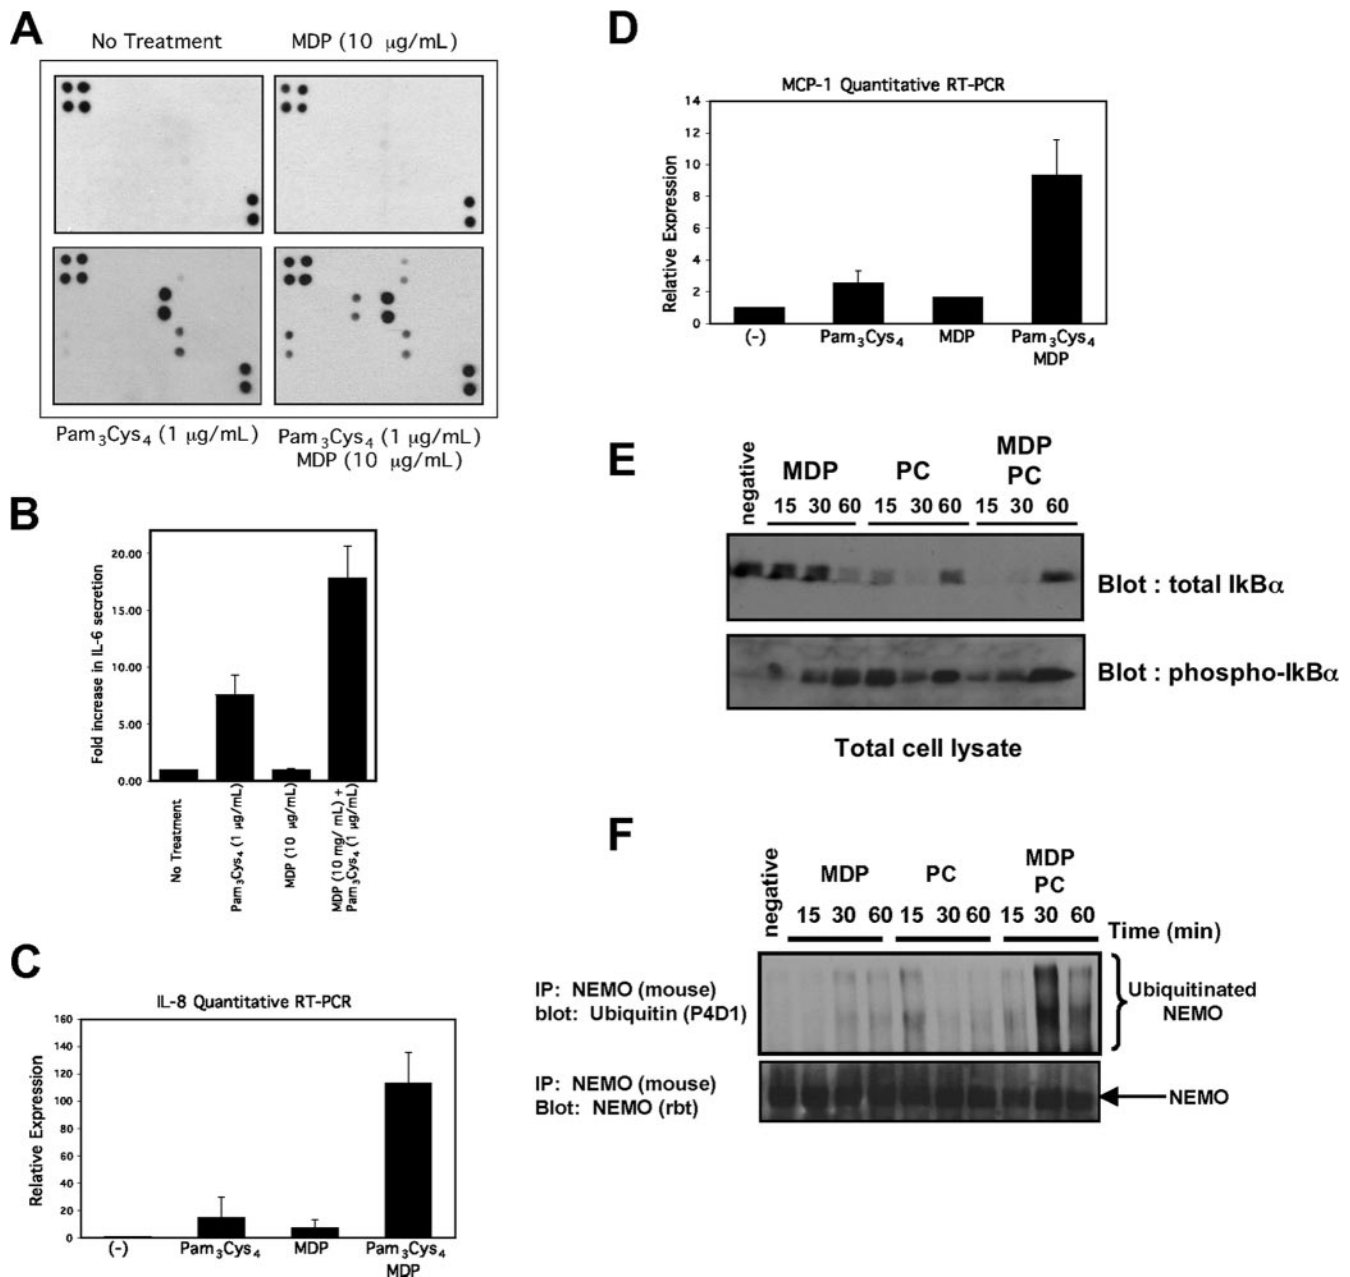 A
No Treatment
MDP (10 μg/mL)
Pam3Cys4 (1 μg/mL)
Pam3Cys4 (1 μg/mL)
MDP (10 μg/mL)
B
Fold increase in IL-6 secretion
20.00
15.00
10.00
5.00
0.00
No Treatment
Pam3Cys4 (1 μg/mL)
MDP (10 μg/mL)
MDP (10 mg/ mL) +
Pam3Cys4 (1 μg/mL)
C
IL-8 Quantitative RT-PCR
Relative Expression
160
140
120
100
80
60
40
20
0
(-)
Pam3Cys4
MDP
Pam3Cys4
MDP
D
MCP-1 Quantitative RT-PCR
Relative Expression
14
12
10
8
6
4
2
0
(-)
Pam3Cys4
MDP
Pam3Cys4
MDP
E
negative
MDP
PC
MDP
PC
15 30 60 15 30 60 15 30 60
Blot : total IkBα
Blot : phospho-IkBα
Total cell lysate
F
negative
MDP
PC
MDP
PC
15 30 60 15 30 60 15 30 60
Time (min)
IP: NEMO (mouse)
blot: Ubiquitin (P4D1)
Ubiquitinated
NEMO
IP: NEMO (mouse)
Blot: NEMO (rbt)
NEMO